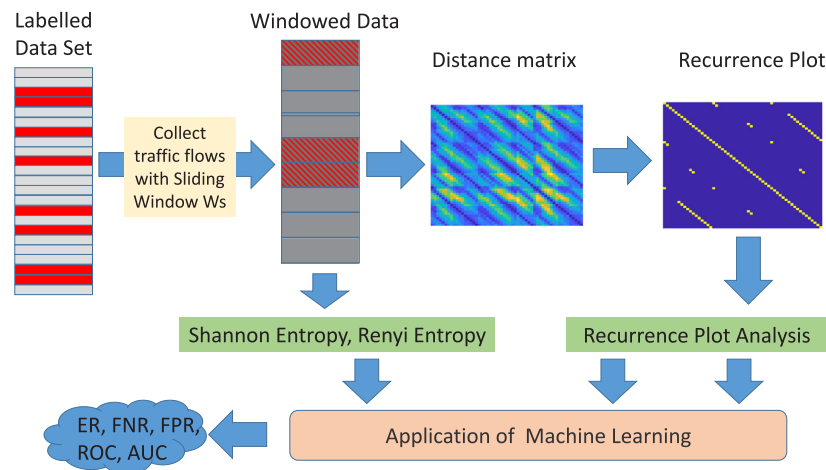 Labelled
Data Set
Windowed Data
Distance matrix
Recurrence Plot
Collect
traffic flows
with Sliding
Window Ws
Shannon Entropy, Renyi Entropy
Recurrence Plot Analysis
ER, FNR, FPR,
ROC, AUC
Application of Machine Learning